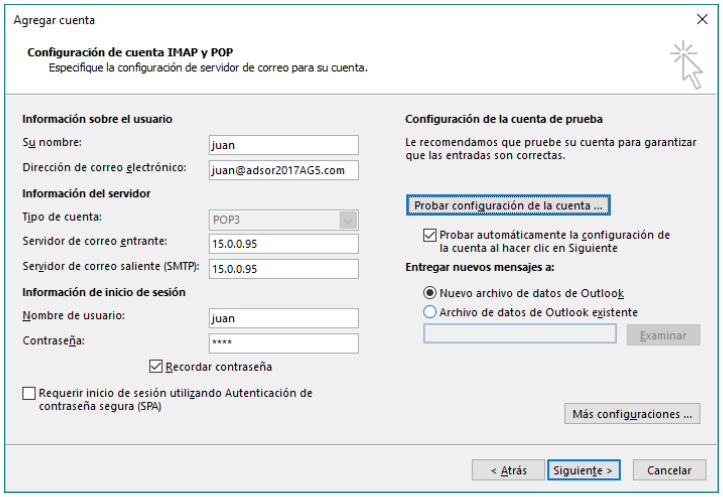 Agregar cuenta
Configuración de cuenta IMAP y POP
Especifique la configuración de servidor de correo para su cuenta.
Información sobre el usuario
Su nombre:
juan
Dirección de correo electrónico:
juan@adsor2017AG5.com
Información del servidor
Tipo de cuenta:
POP3
Servidor de correo entrante:
15.0.0.95
Servidor de correo saliente (SMTP):
15.0.0.95
Información de inicio de sesión
Nombre de usuario:
juan
Contraseña:
****
Recordar contraseña
Requerir inicio de sesión utilizando Autenticación de
contraseña segura (SPA)
Configuración de la cuenta de prueba
Le recomendamos que pruebe su cuenta para garantizar
que las entradas son correctas.
Probar configuración de la cuenta ...
Probar automáticamente la configuración de
la cuenta al hacer clic en Siguiente
Entregar nuevos mensajes a:
Nuevo archivo de datos de Outlook
Archivo de datos de Outlook existente
Examinar
Más configuraciones ...
< Atrás
Siguiente >
Cancelar